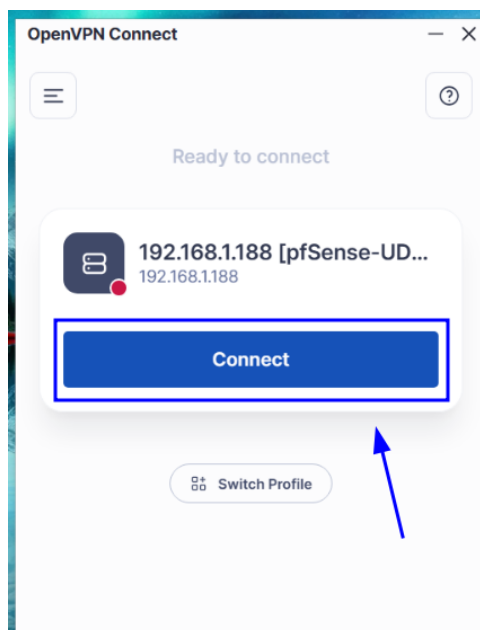 OpenVPN Connect
Ready to connect
192.168.1.188 [pfSense-UD...
192.168.1.188
Connect
Switch Profile